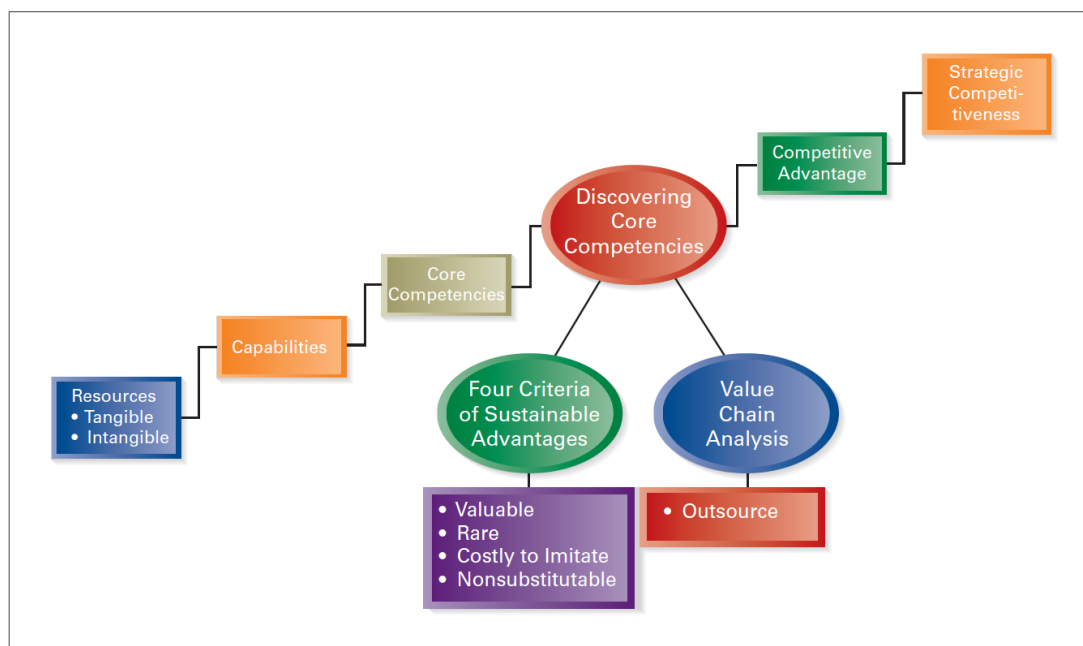 Resources
• Tangible
• Intangible
Capabilities
Core
Competencies
Discovering
Core
Competencies
Competitive
Advantage
Strategic
Competi-
tiveness
Four Criteria
of Sustainable
Advantages
Value
Chain
Analysis
• Valuable
• Rare
• Costly to Imitate
• Nonsubstitutable
• Outsource